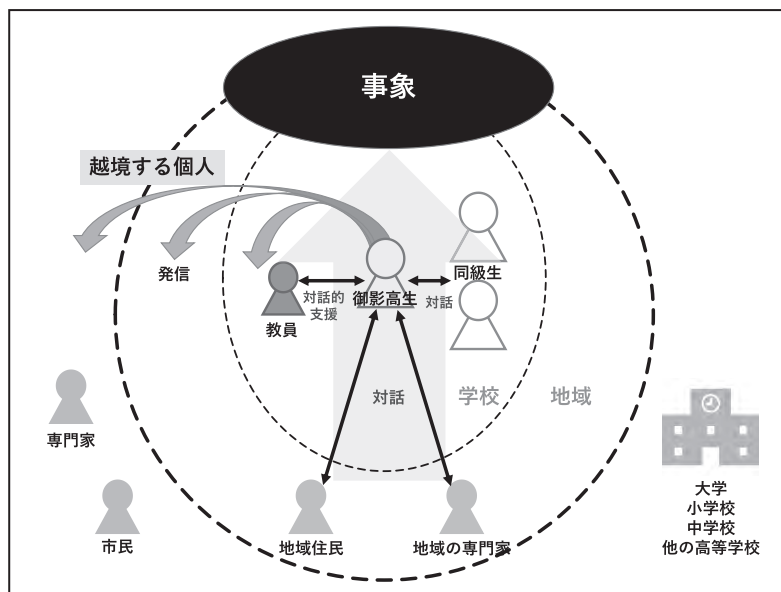 事象
越境する個人
発信
同級生
対話的
支援
御影高生
対話
教員
対話
学校
地域
専門家
市民
地域住民
地域の専門家
大学
小学校
中学校
他の高等学校